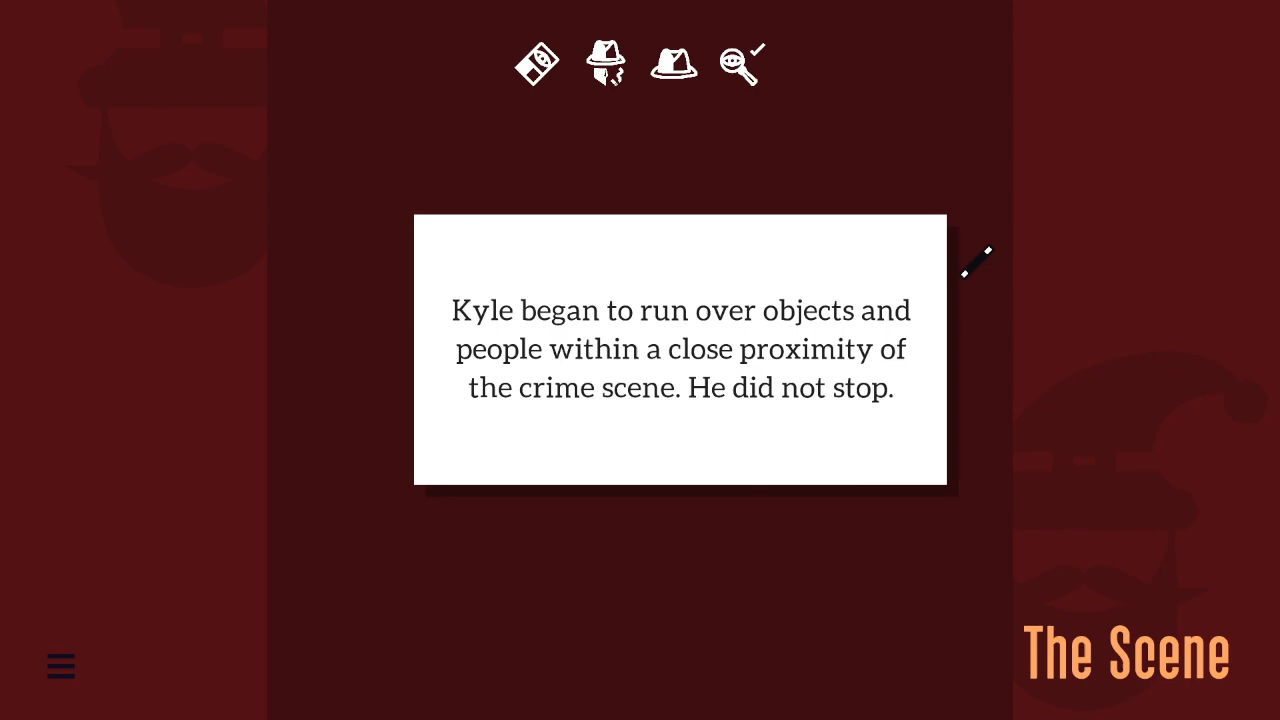 Kyle began to run over objects and
people within a close proximity of
the crime scene. He did not stop.
The Scene